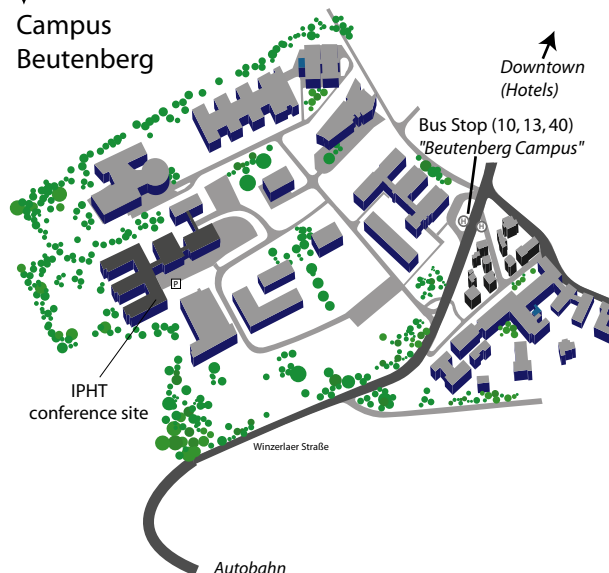 Campus
Beutenberg
Downtown
(Hotels)
Bus Stop (10, 13, 40)
"Beutenberg Campus"
H
H
P
IPHT
conference site
Winzerlaer Straße
Autobahn